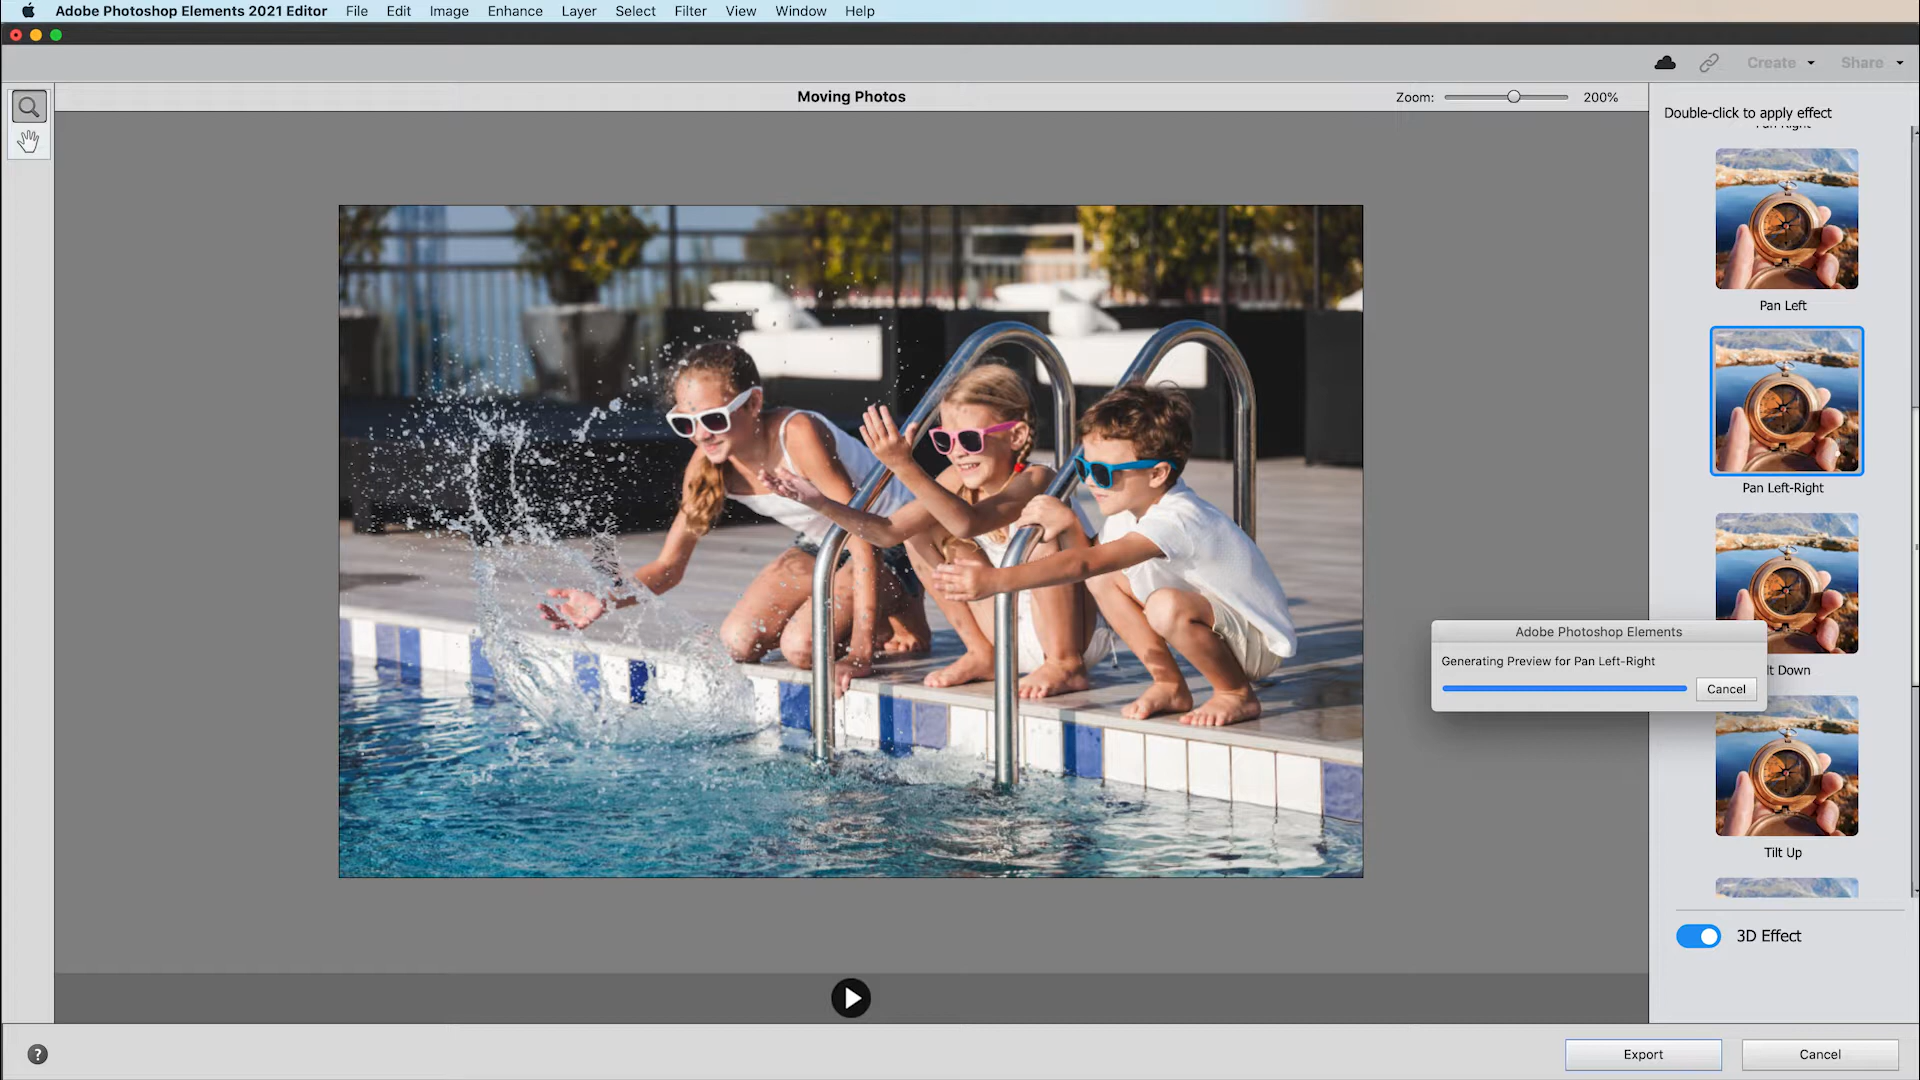 Adobe Photoshop Elements 2021 Editor File Edit Image Enhance Layer Select Filter View Window Help
Create Share
Moving Photos
Zoom: 200%
Double-click to apply effect
Pan Right
Pan Left
Pan Left-Right
Adobe Photoshop Elements
Generating Preview for Pan Left-Right
Cancel
lt Down
Tilt Up
3D Effect
?
Export Cancel